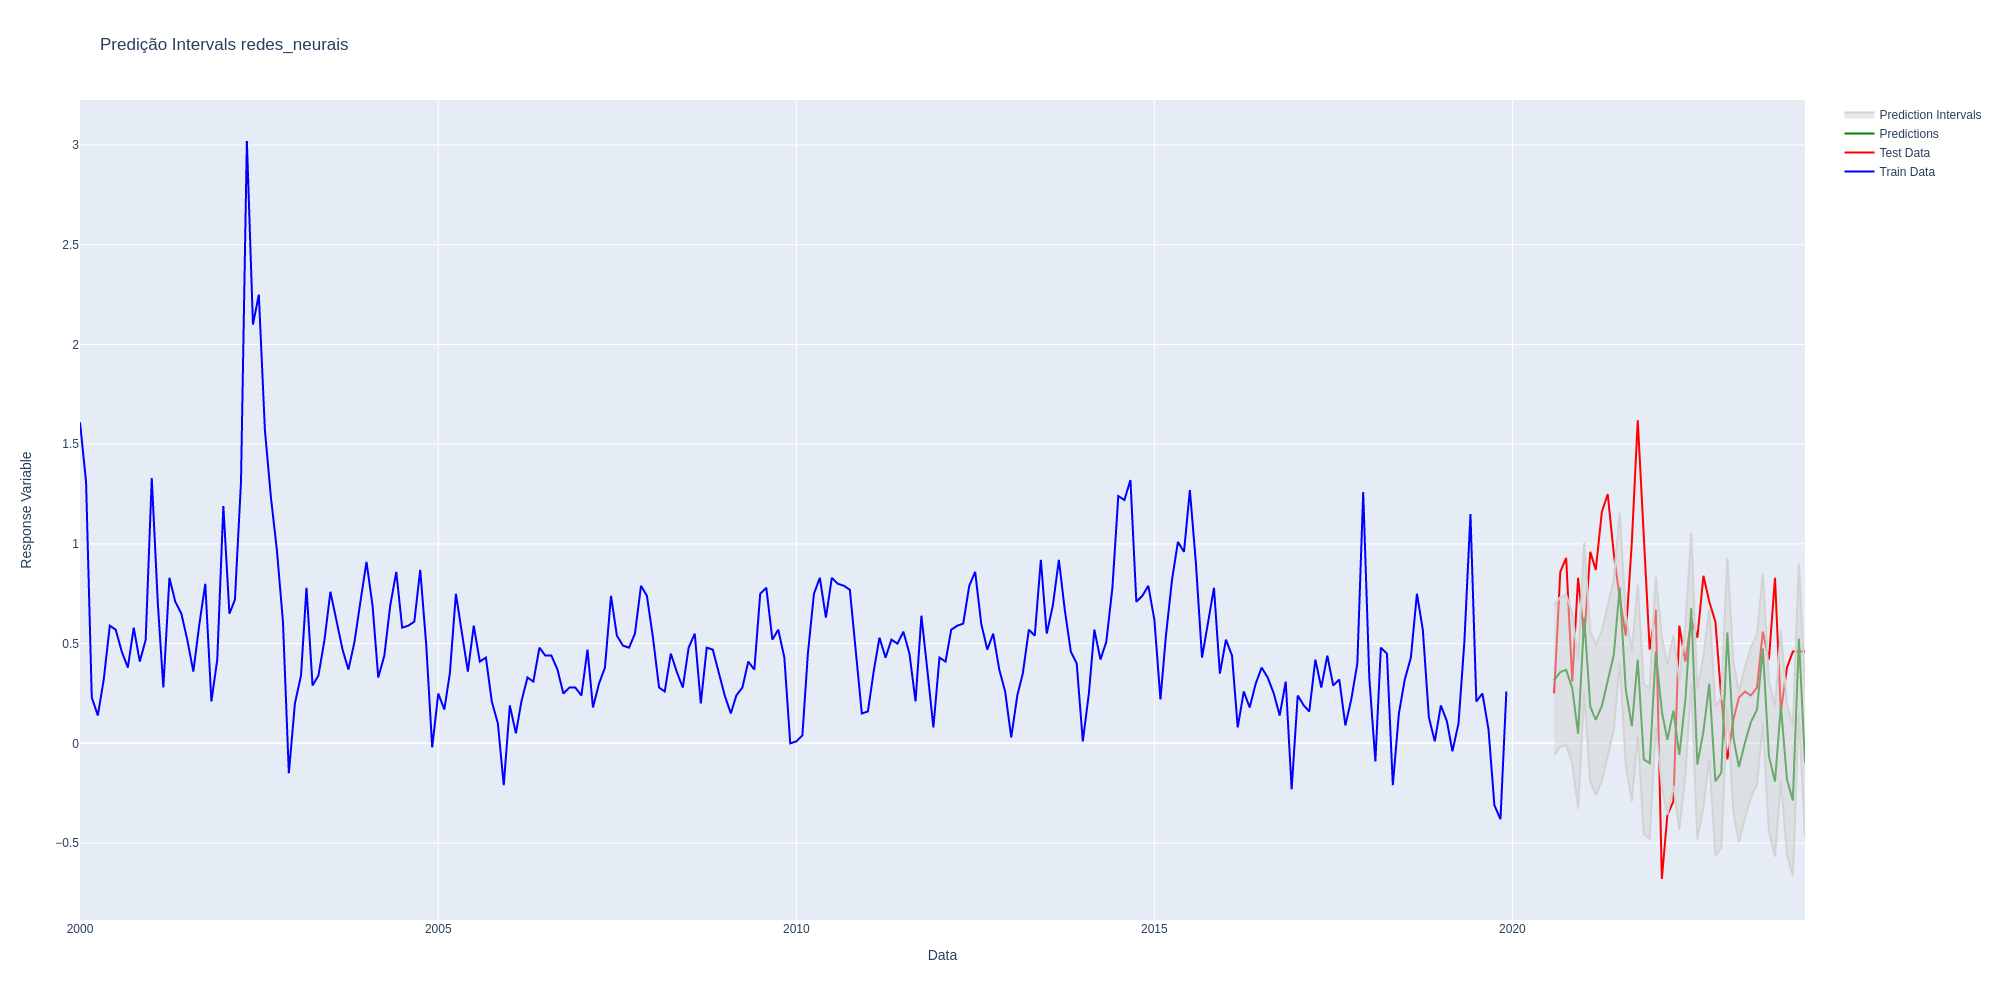 Predição Intervals redes_neurais
Prediction Intervals
Predictions
Test Data
Train Data
Response Variable
3
2.5
2
1.5
1
0.5
0
−0.5
2000
2005
2010
2015
2020
Data